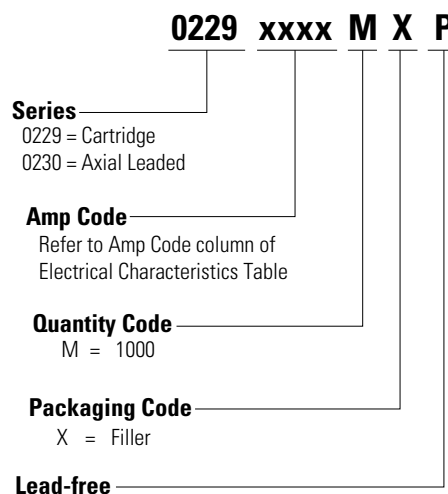 0229 xxxx M X P
Series
0229 = Cartridge
0230 = Axial Leaded
Amp Code
Refer to Amp Code column of
Electrical Characteristics Table
Quantity Code
M = 1000
Packaging Code
X = Filler
Lead-free